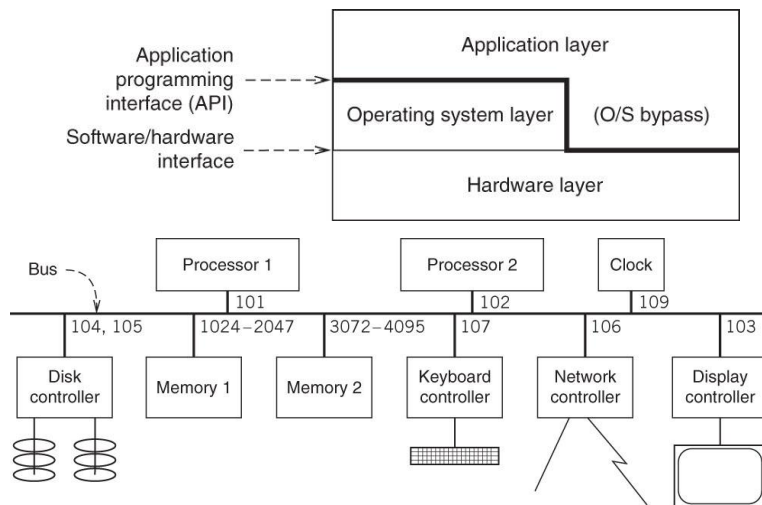 Application layer
Application
programming
interface (API)
Operating system layer
(O/S bypass)
Software/hardware
interface
Hardware layer
Processor 1
Processor 2
Clock
Bus
101
102
109
104, 105
1024–2047
3072–4095
107
106
103
Disk
controller
Memory 1
Memory 2
Keyboard
controller
Network
controller
Display
controller